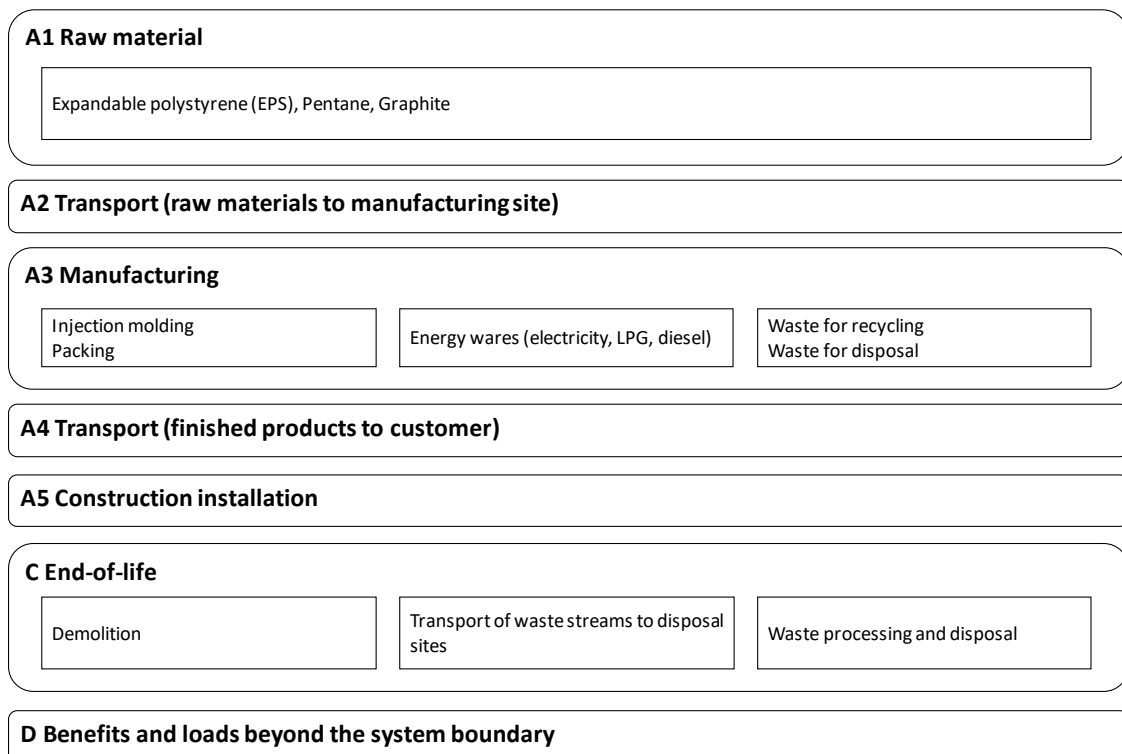 A1 Raw material
Expandable polystyrene (EPS), Pentane, Graphite
A2 Transport (raw materials to manufacturing site)
A3 Manufacturing
Injection molding
Packing
Energy wares (electricity, LPG, diesel)
Waste for recycling
Waste for disposal
A4 Transport (finished products to customer)
A5 Construction installation
C End-of-life
Demolition
Transport of waste streams to disposal
sites
Waste processing and disposal
D Benefits and loads beyond the system boundary